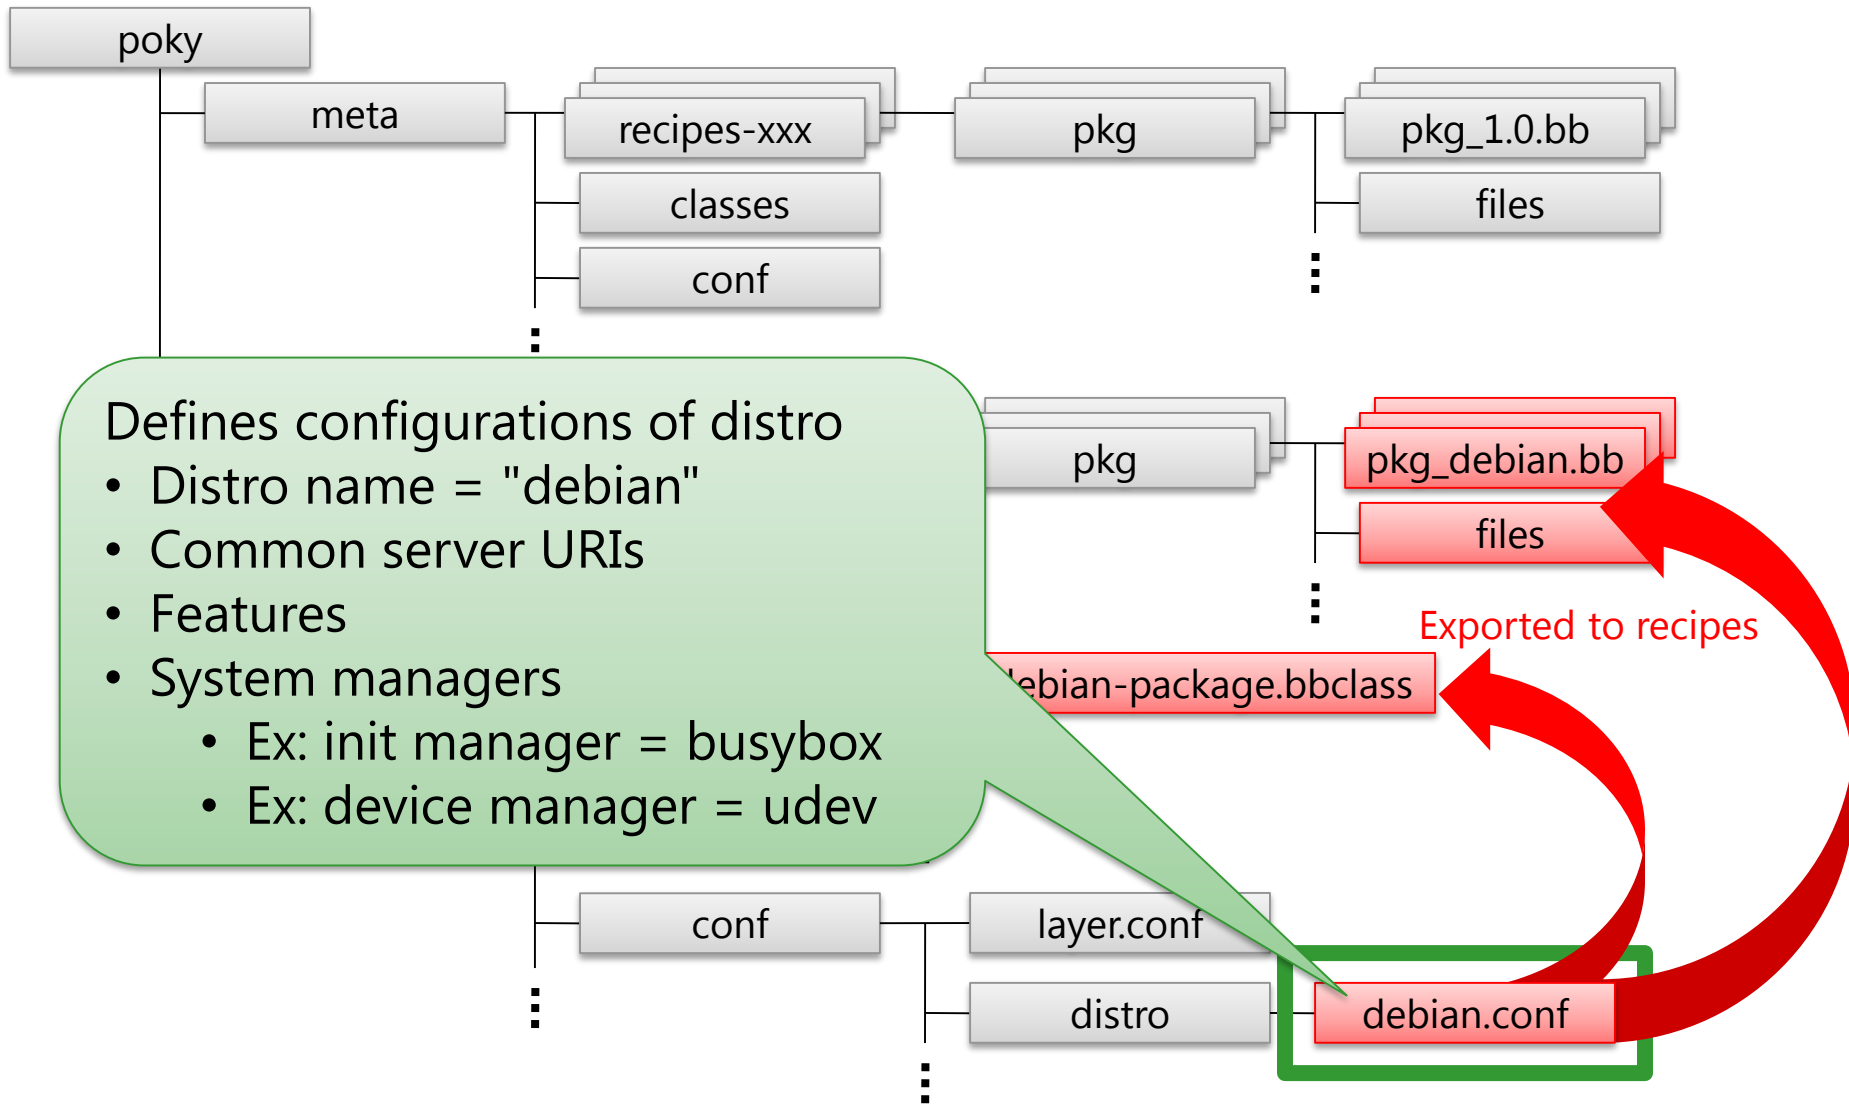 poky
meta
recipes-xxx
pkg
pkg_1.0.bb
classes
files
conf
Defines configurations of distro
• Distro name = "debian"
• Common server URIs
• Features
• System managers
• Ex: init manager = busybox
• Ex: device manager = udev
pkg
pkg_debian.bb
files
Exported to recipes
ebian-package.bbclass
conf
layer.conf
distro
debian.conf